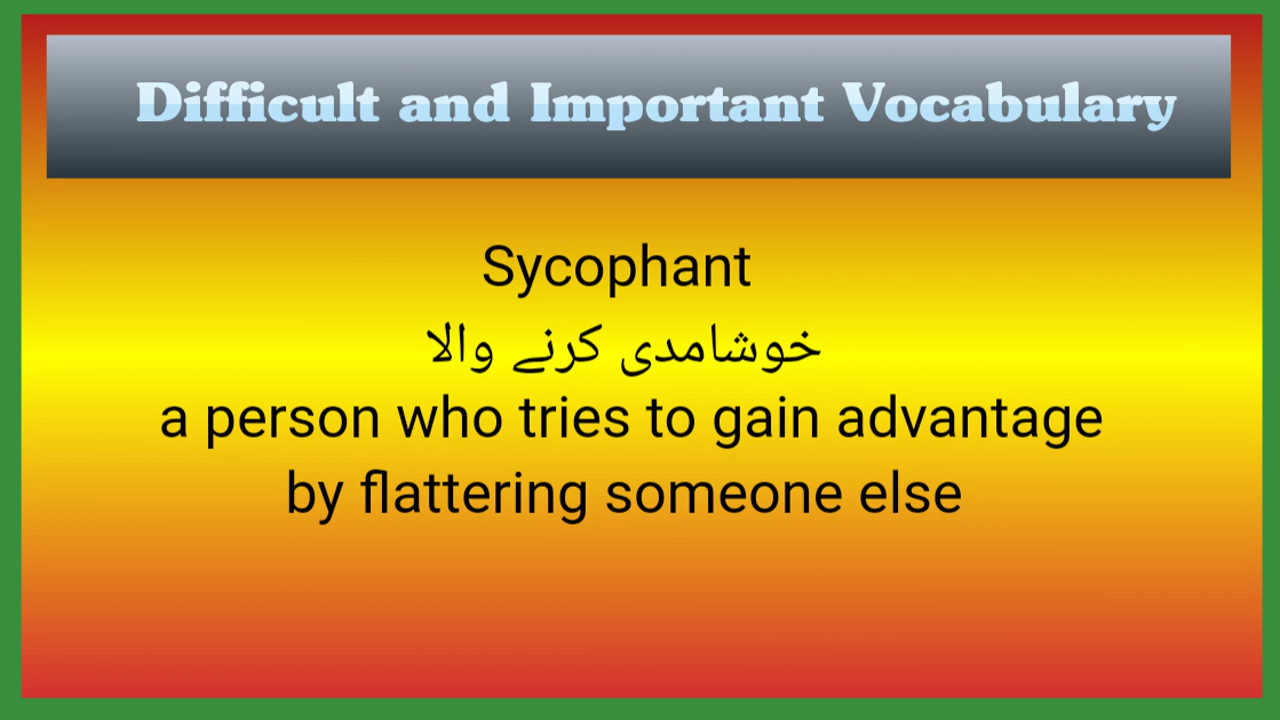 Difficult and Important Vocabulary
Sycophant
خوشامدی کرنے والا
a person who tries to gain advantage
by flattering someone else